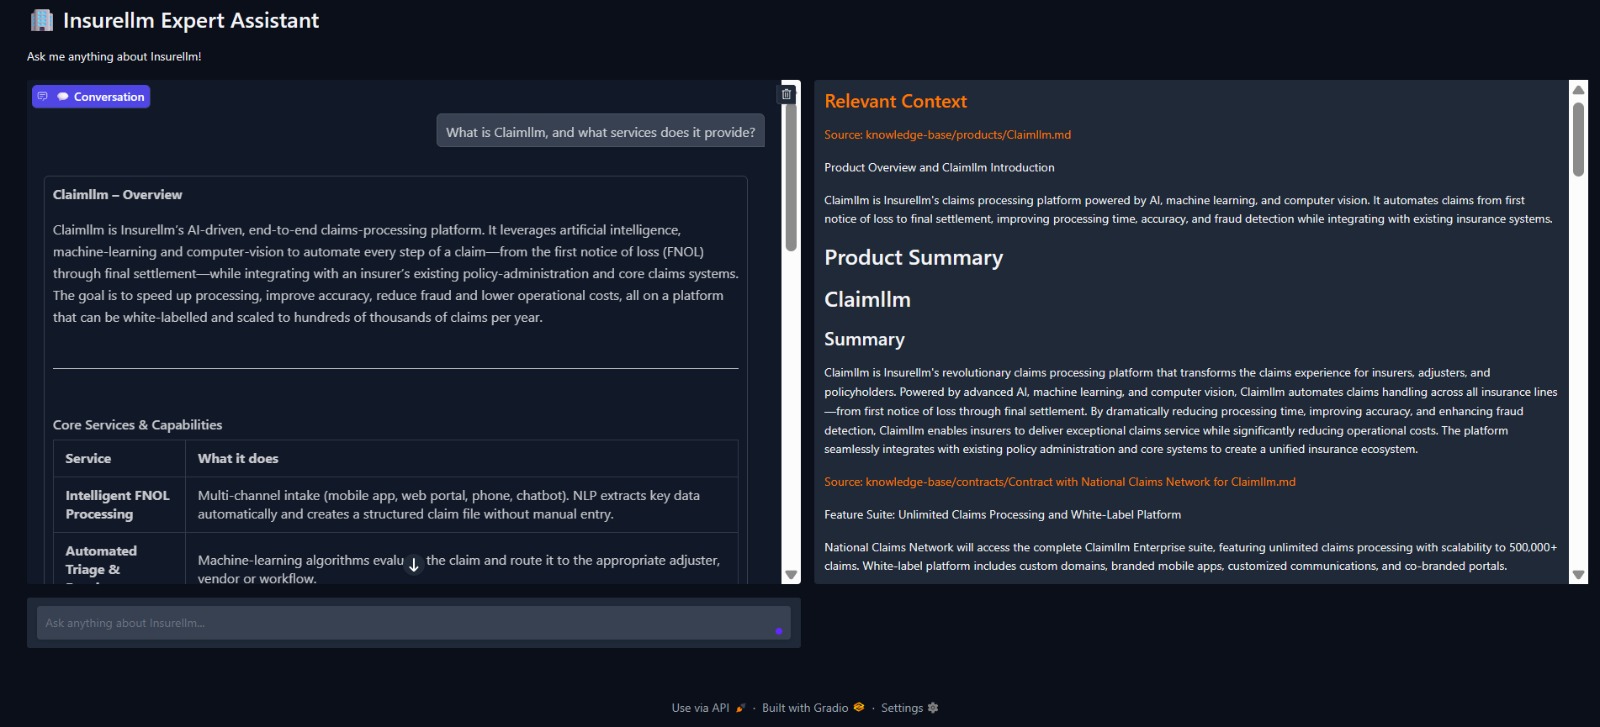 Insurellm Expert Assistant
Ask me anything about Insurellm!
Conversation
What is Claimllm, and what services does it provide?
Claimllm – Overview
Claimllm is Insurellm's AI-driven, end-to-end claims-processing platform. It leverages artificial intelligence,
machine-learning and computer-vision to automate every step of a claim—from the first notice of loss (FNOL)
through final settlement—while integrating with an insurer's existing policy-administration and core claims systems.
The goal is to speed up processing, improve accuracy, reduce fraud and lower operational costs, all on a platform
that can be white-labelled and scaled to hundreds of thousands of claims per year.
Core Services & Capabilities
Service
What it does
Intelligent FNOL
Processing
Multi-channel intake (mobile app, web portal, phone, chatbot). NLP extracts key data
automatically and creates a structured claim file without manual entry.
Automated
Triage &
Machine-learning algorithms evalu the claim and route it to the appropriate adjuster,
vendor or workflow.
Ask anything about Insurellm...
Relevant Context
Source: knowledge-base/products/Claimllm.md
Product Overview and Claimllm Introduction
Claimllm is Insurellm's claims processing platform powered by AI, machine learning, and computer vision. It automates claims from first
notice of loss to final settlement, improving processing time, accuracy, and fraud detection while integrating with existing insurance systems.
Product Summary
Claimllm
Summary
Claimllm is Insurellm's revolutionary claims processing platform that transforms the claims experience for insurers, adjusters, and
policyholders. Powered by advanced AI, machine learning, and computer vision, Claimllm automates claims handling across all insurance lines
—from first notice of loss through final settlement. By dramatically reducing processing time, improving accuracy, and enhancing fraud
detection, Claimllm enables insurers to deliver exceptional claims service while significantly reducing operational costs. The platform
seamlessly integrates with existing policy administration and core systems to create a unified insurance ecosystem.
Source: knowledge-base/contracts/Contract with National Claims Network for Claimllm.md
Feature Suite: Unlimited Claims Processing and White-Label Platform
National Claims Network will access the complete Claimllm Enterprise suite, featuring unlimited claims processing with scalability to 500,000+
claims. White-label platform includes custom domains, branded mobile apps, customized communications, and co-branded portals.
Use via API · Built with Gradio · Settings